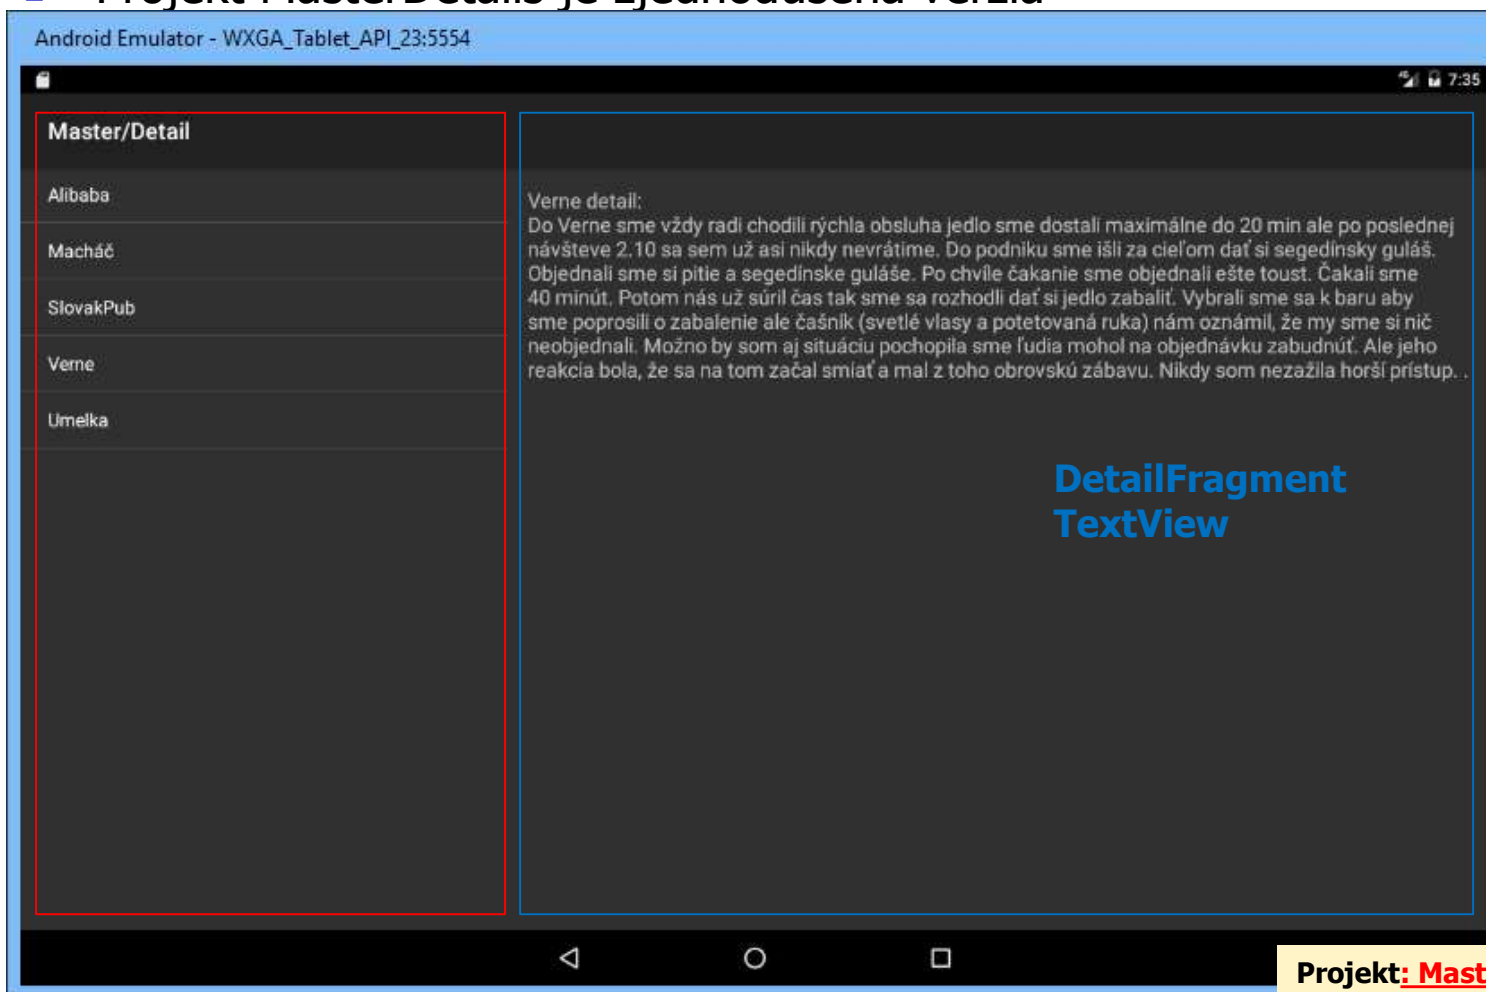 Projekt MasterDetails je zjednodušená verzia
Android Emulator - WXGA_Tablet_API_23:5554
7:35
Master/Detail
Alibaba
Macháč
SlovakPub
Verne
Umelka
Verne detail:
Do Verne sme vždy radi chodili rýchla obsluha jedlo sme dostali maximálne do 20 min ale po poslednej
návšteve 2.10 sa sem už asi nikdy nevrátime. Do podniku sme išli za cieľom dať si segedínsky guláš.
Objednali sme si pitie a segedínske guláše. Po chvíle čakanie sme objednali ešte toust. Čakali sme
40 minút. Potom nás už súril čas tak sme sa rozhodli dať si jedlo zabaliť. Vybrali sme sa k baru aby
sme poprosili o zabalenie ale čašník (svetlé vlasy a potetovaná ruka) nám oznámil, že my sme si nič
neobjednali. Možno by som aj situáciu pochopila sme ľudia mohol na objednávku zabudnúť. Ale jeho
reakcia bola, že sa na tom začal smiať a mal z toho obrovskú zábavu. Nikdy som nezažila horší prístup. .
DetailFragment
TextView
Projekt: Mast